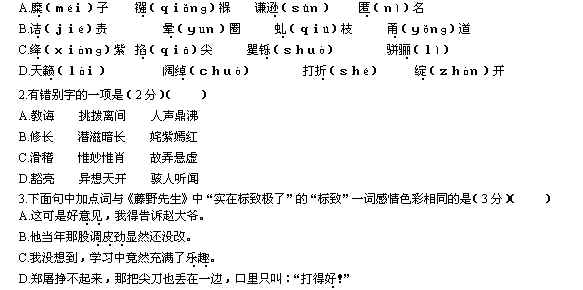 A.糜(méi)子 襁(qiǎng)褓 谦逊(sùn) 匿(nì)名
B.诘(jié)责 晕(yùn)圈 虬(qiú)枝 甬(yǒng)道
C.绛(xiàng)紫 掐(qiā)尖 矍铄(shuò) 骈骊(lì)
D.天籁(lài) 阔绰(chuò) 打折(shé) 绽(zhàn)开
2.有错别字的一项是(2分)( )
A.教诲 挑拨离间 人声鼎沸
B.修长 潜滋暗长 姹紫嫣红
C.滑稽 惟妙惟肖 故弄悬虚
D.豁亮 异想天开 骇人听闻
3.下面句中加点词与《藤野先生》中“实在标致极了”的“标致”一词感情色彩相同的是(3分)( )
A.这可是好意见，我得告诉赵大爷。
B.他当年那股调皮劲显然还没改。
C.我没想到，学习中竟然充满了乐趣。
D.郑屠挣不起来，那把尖刀也丢在一边，口里只叫：“打得好!”